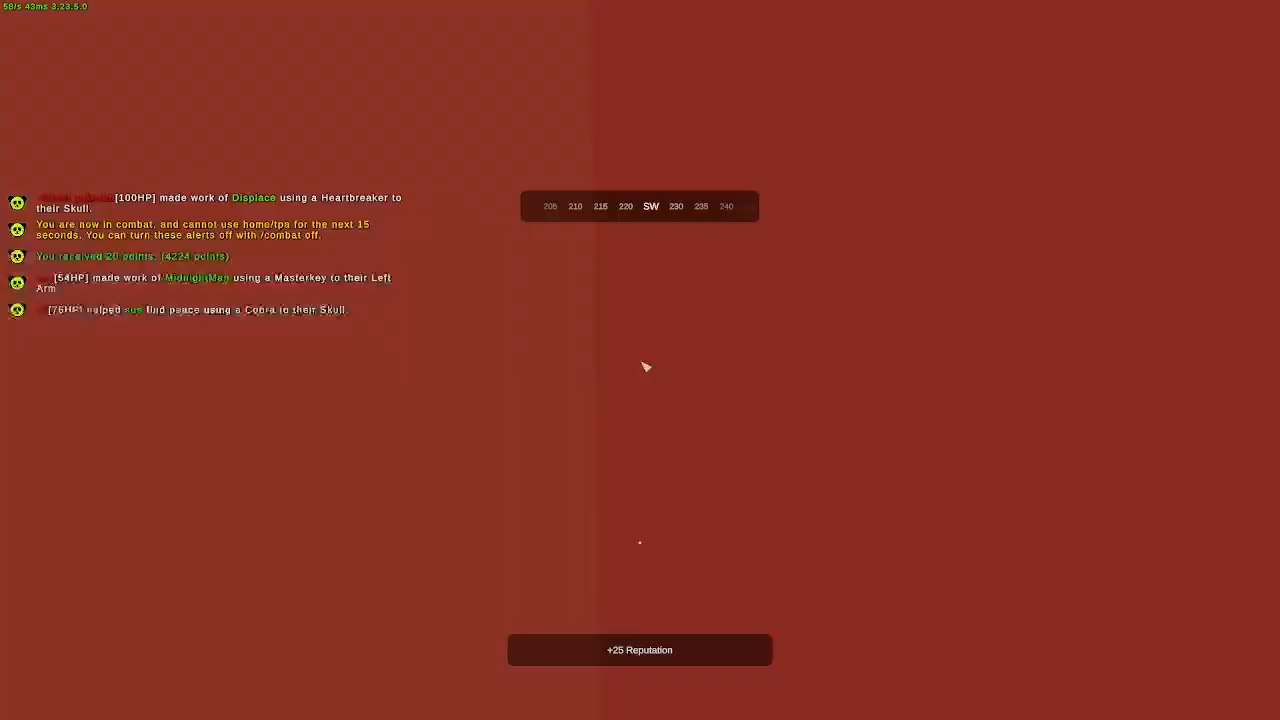 58/s 43ms 3.23.5.0
[100HP] made work of Displace using a Heartbreaker to
their Skull.
You are now in combat, and cannot use home/tpa for the next 15
seconds. You can turn these alerts off with /combat off.
You received 20 points. (4224 points)
[54HP] made work of MidnightMan using a Masterkey to their Left
Arm
[76HP] helped sus find peace using a Cobra to their Skull.
205 210 215 220 SW 230 235 240
+25 Reputation